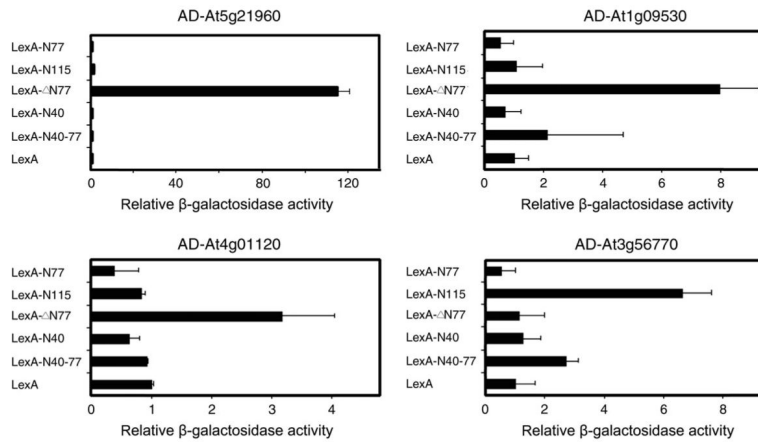 AD-At5g21960
LexA-N77
LexA-N115
LexA-△N77
LexA-N40
LexA-N40-77
LexA
0 40 80 120
Relative β-galactosidase activity
AD-At1g09530
LexA-N77
LexA-N115
LexA-△N77
LexA-N40
LexA-N40-77
LexA
0 2 4 6 8
Relative β-galactosidase activity
AD-At4g01120
LexA-N77
LexA-N115
LexA-△N77
LexA-N40
LexA-N40-77
LexA
0 1 2 3 4
Relative β-galactosidase activity
AD-At3g56770
LexA-N77
LexA-N115
LexA-△N77
LexA-N40
LexA-N40-77
LexA
0 2 4 6 8
Relative β-galactosidase activity